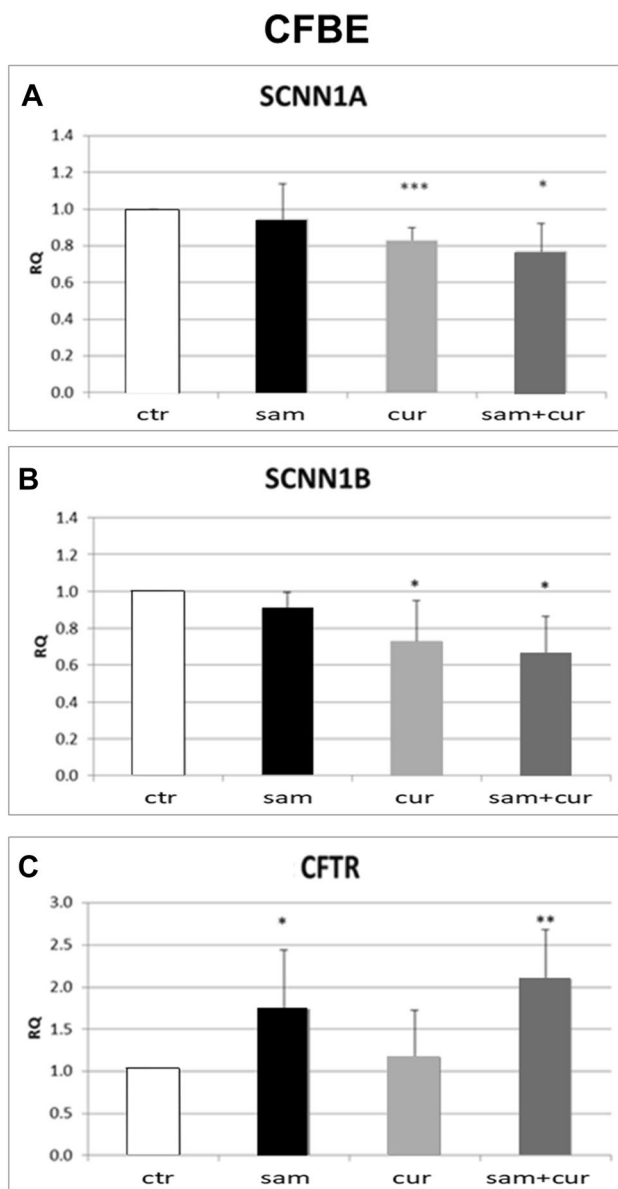 CFBE
A
SCNN1A
1.4
1.2
*** *
1.0
0.8
RQ
0.6
0.4
0.2
0.0
ctr sam cur sam+cur
B
SCNN1B
1.4
1.2
1.0
* *
0.8
RQ
0.6
0.4
0.2
0.0
ctr sam cur sam+cur
C
CFTR
3.0
* **
2.5
2.0
RQ
1.5
1.0
0.5
0.0
ctr sam cur sam+cur